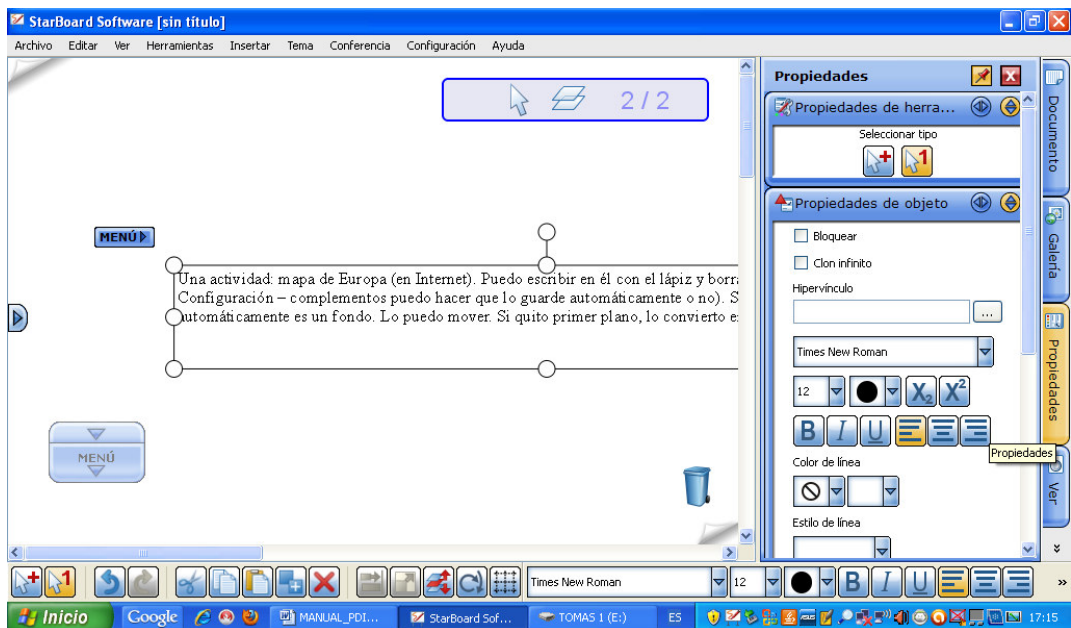 StarBoard Software [sin título]
Archivo Editar Ver Herramientas Insertar Tema Conferencia Configuración Ayuda
2 / 2
MENÚ
Una actividad: mapa de Europa (en Internet). Puedo escribir en él con el lápiz y borra
Configuración – complementos puedo hacer que lo guarde automáticamente o no). S
automáticamente es un fondo. Lo puedo mover. Si quito primer plano, lo convierto e
MENÚ
Propiedades
Propiedades de herra...
Seleccionar tipo
Propiedades de objeto
Bloquear
Clon infinito
Hipervínculo
...
Times New Roman
12 X2 X2
B I U
Propiedades
Color de línea
Estilo de línea
Documento
Galería
Propiedades
Ver
1 Times New Roman 12 B I U
Inicio Google MANUAL_PDI... StarBoard Sof... TOMAS 1 (E:) ES 17:15